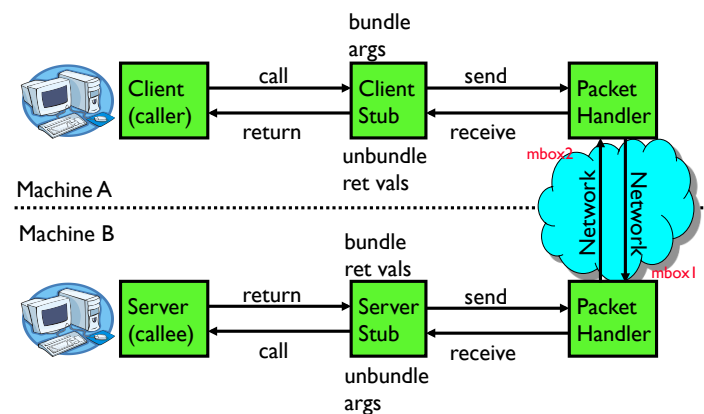 bundle
args
call
send
Client
(caller)
Client
Stub
Packet
Handler
return
receive
unbundle
ret vals
mbox2
Machine A
Network
Network
Machine B
mbox1
bundle
ret vals
return
send
Server
(callee)
Server
Stub
Packet
Handler
call
receive
unbundle
args